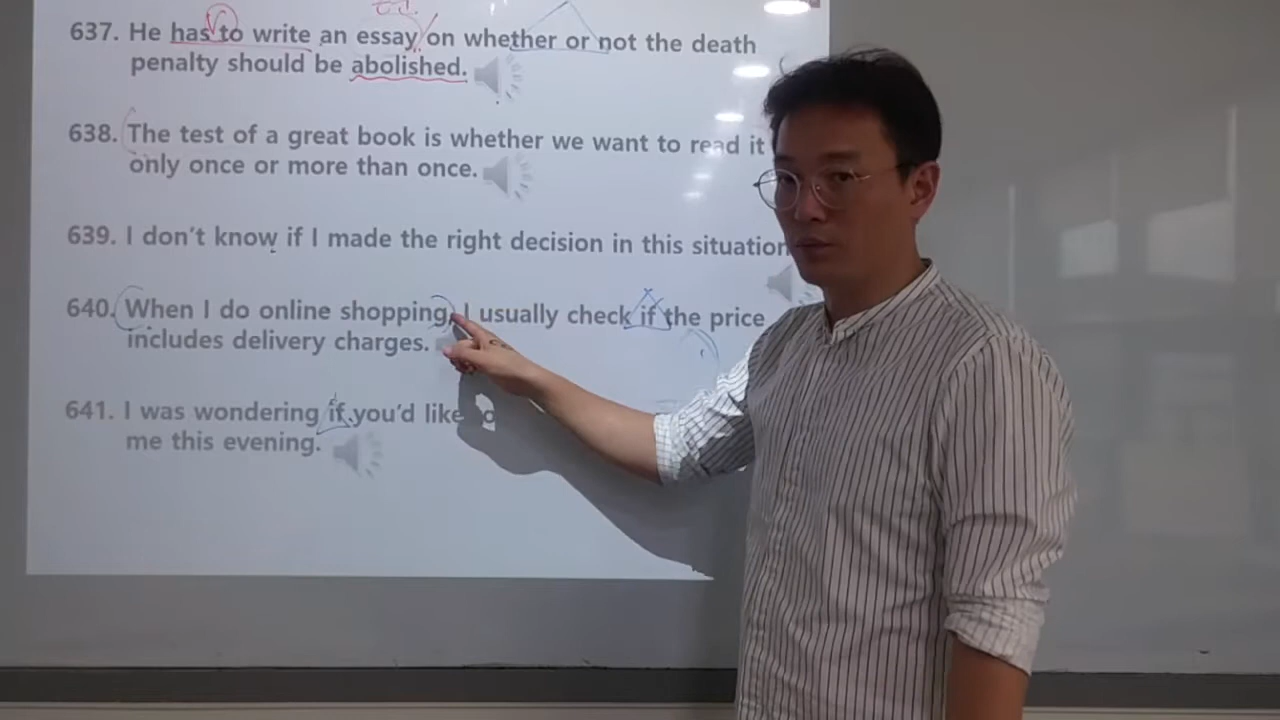 637. He has to write an essay on whether or not the death
penalty should be abolished.
638. The test of a great book is whether we want to read it
only once or more than once.
639. I don't know if I made the right decision in this situation
640. When I do online shopping, I usually check if the price
includes delivery charges.
641. I was wondering if you'd like
me this evening.